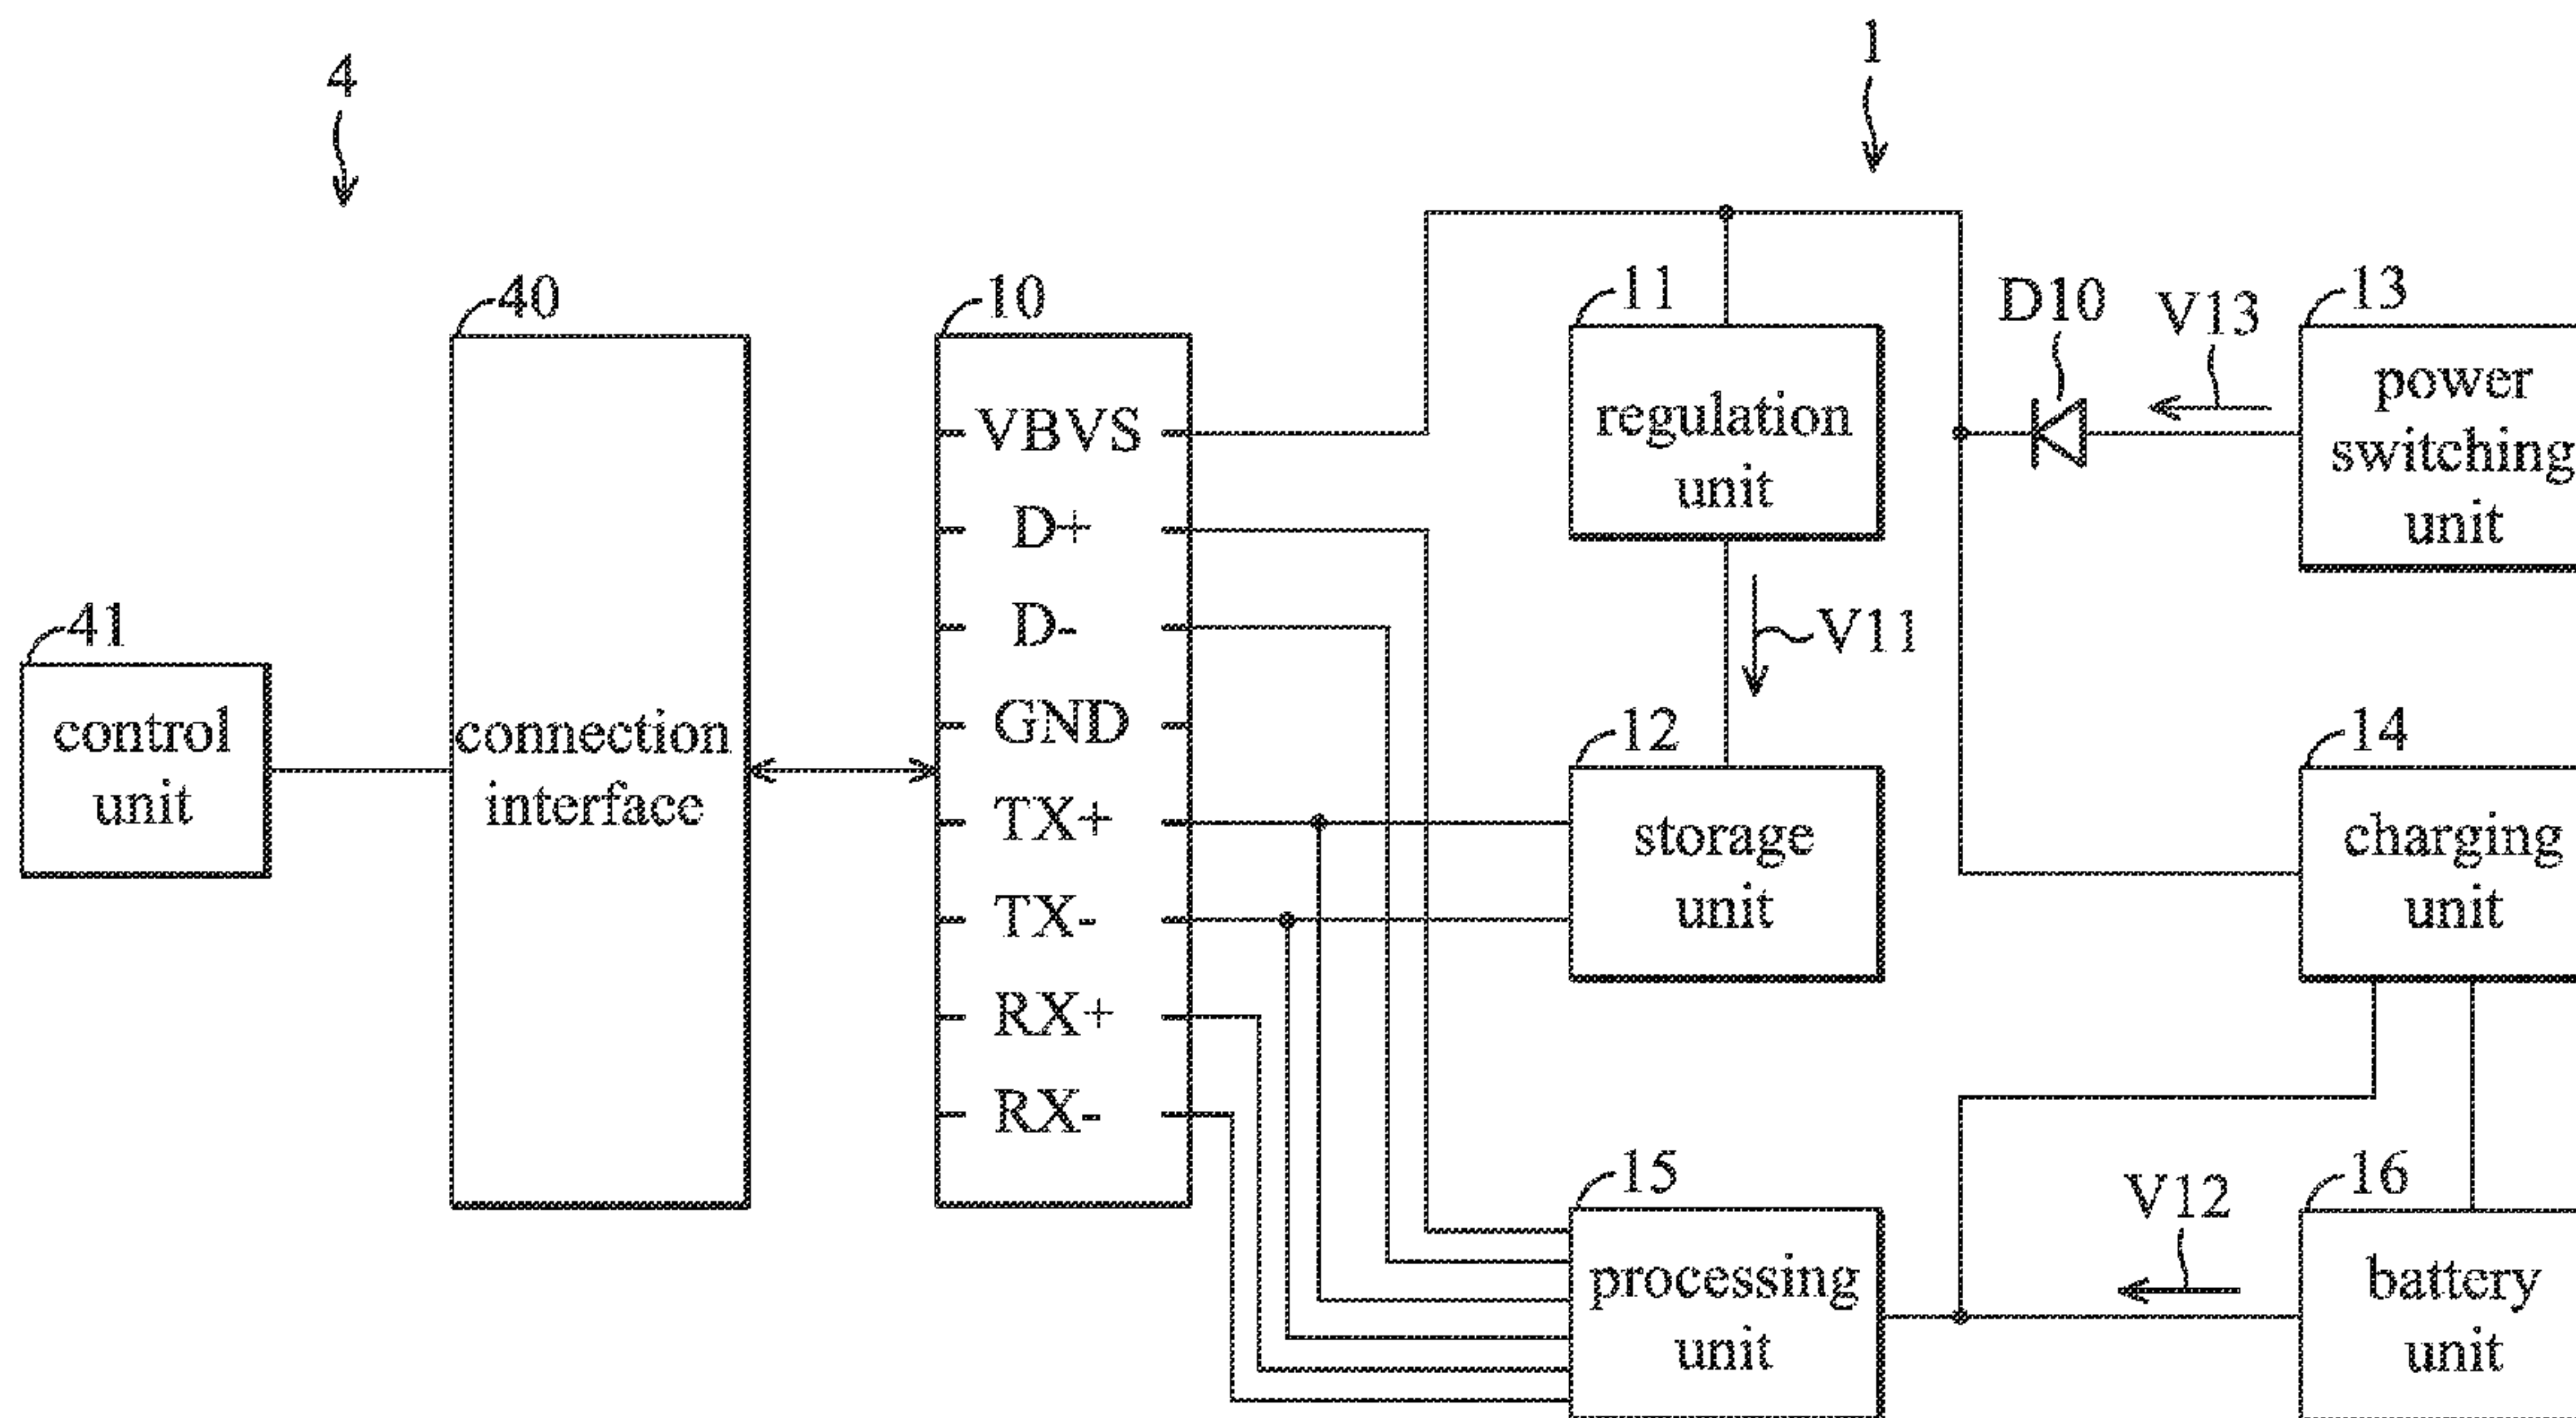 4
1
40
10
11
D10
V13
13
VBVS
D+
D-
GND
TX+
TX-
RX+
RX-
regulation
unit
power
switching
unit
41
control
unit
connection
interface
V11
12
storage
unit
14
charging
unit
15
processing
unit
V12
16
battery
unit